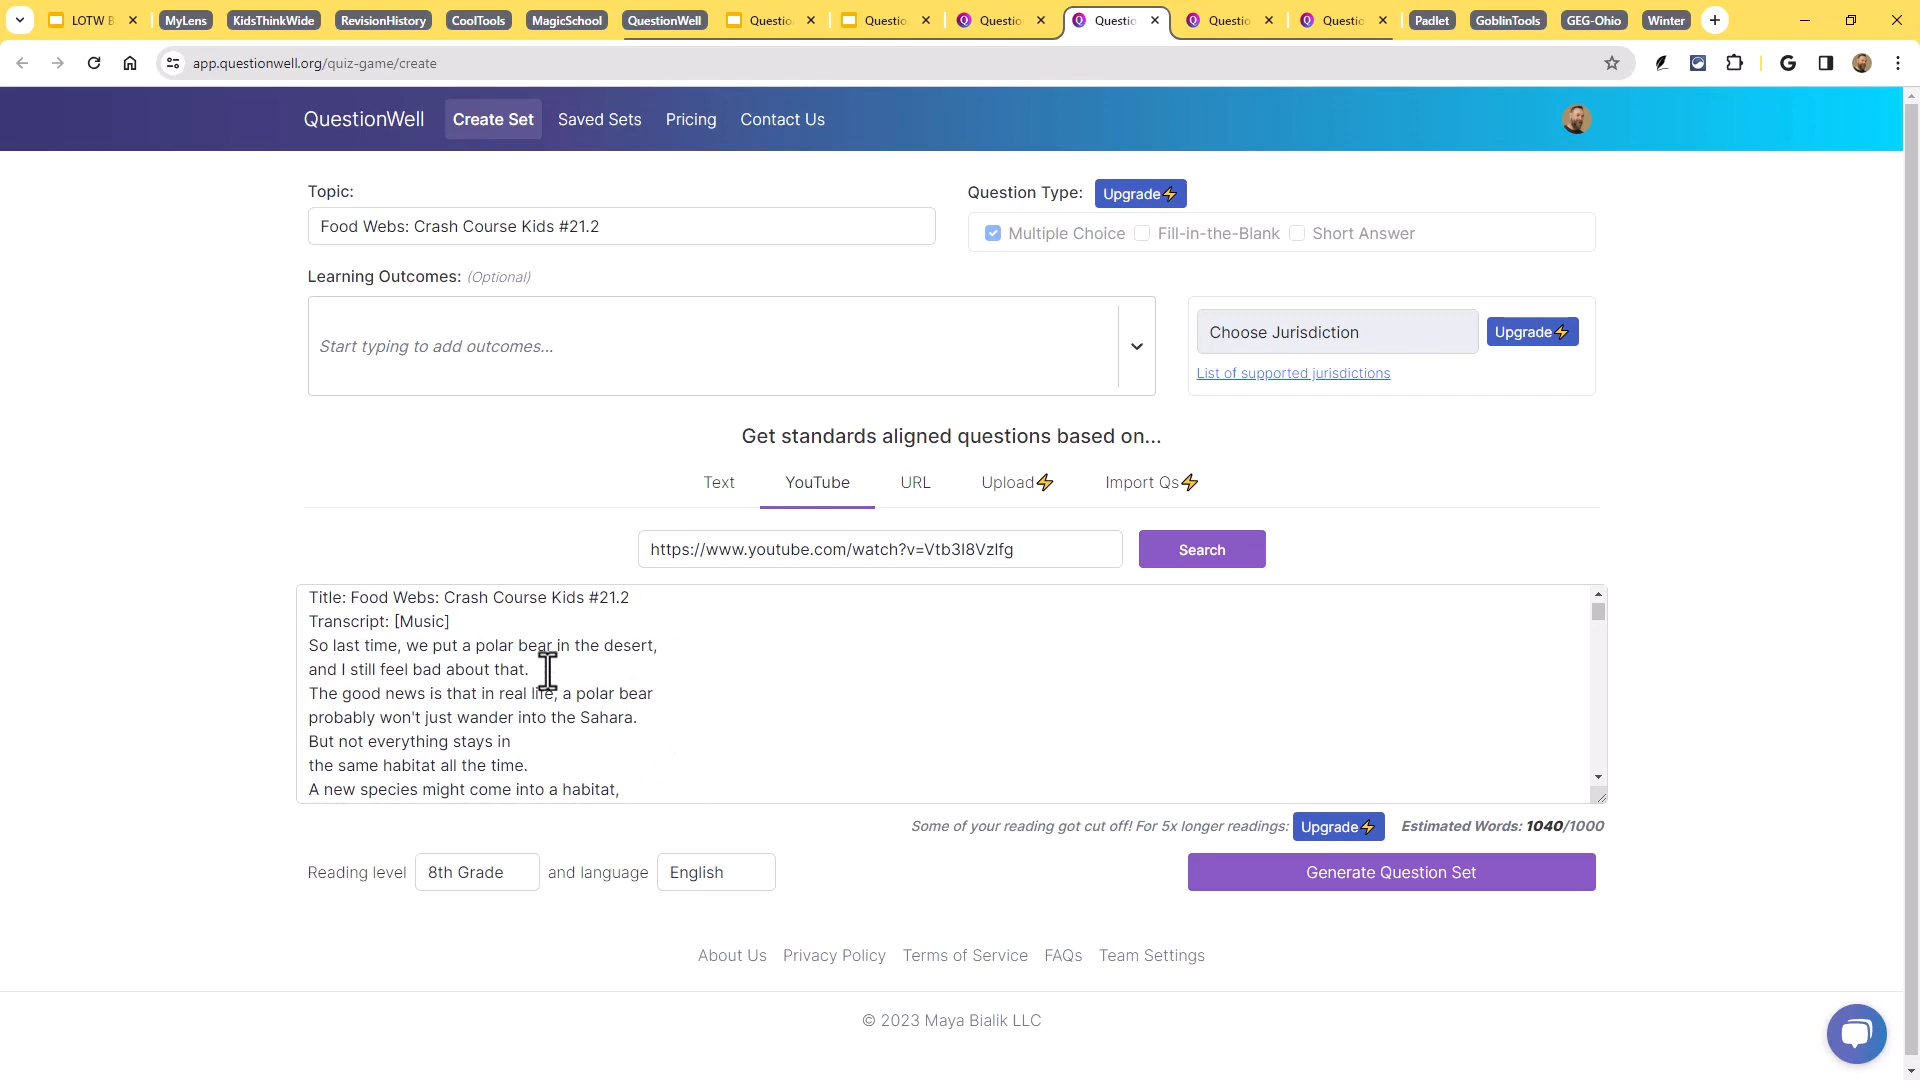 LOTW B
MyLens
KidsThinkWide
RevisionHistory
CoolTools
MagicSchool
QuestionWell
Questio
Questio
Questio
Questio
Questio
Questio
Padlet
GoblinTools
GEG-Ohio
Winter
app.questionwell.org/quiz-game/create
QuestionWell
Create Set
Saved Sets
Pricing
Contact Us
Topic:
Question Type:
Upgrade⚡
Food Webs: Crash Course Kids #21.2
Multiple Choice
Fill-in-the-Blank
Short Answer
Learning Outcomes: (Optional)
Start typing to add outcomes...
Choose Jurisdiction
Upgrade⚡
List of supported jurisdictions
Get standards aligned questions based on...
Text
YouTube
URL
Upload⚡
Import Qs⚡
https://www.youtube.com/watch?v=Vtb3I8Vzlfg
Search
Title: Food Webs: Crash Course Kids #21.2
Transcript: [Music]
So last time, we put a polar bear in the desert,
and I still feel bad about that.
The good news is that in real life, a polar bear
probably won't just wander into the Sahara.
But not everything stays in
the same habitat all the time.
A new species might come into a habitat,
Some of your reading got cut off! For 5x longer readings:
Upgrade⚡
Estimated Words: 1040/1000
Reading level
8th Grade
and language
English
Generate Question Set
About Us
Privacy Policy
Terms of Service
FAQs
Team Settings
© 2023 Maya Bialik LLC